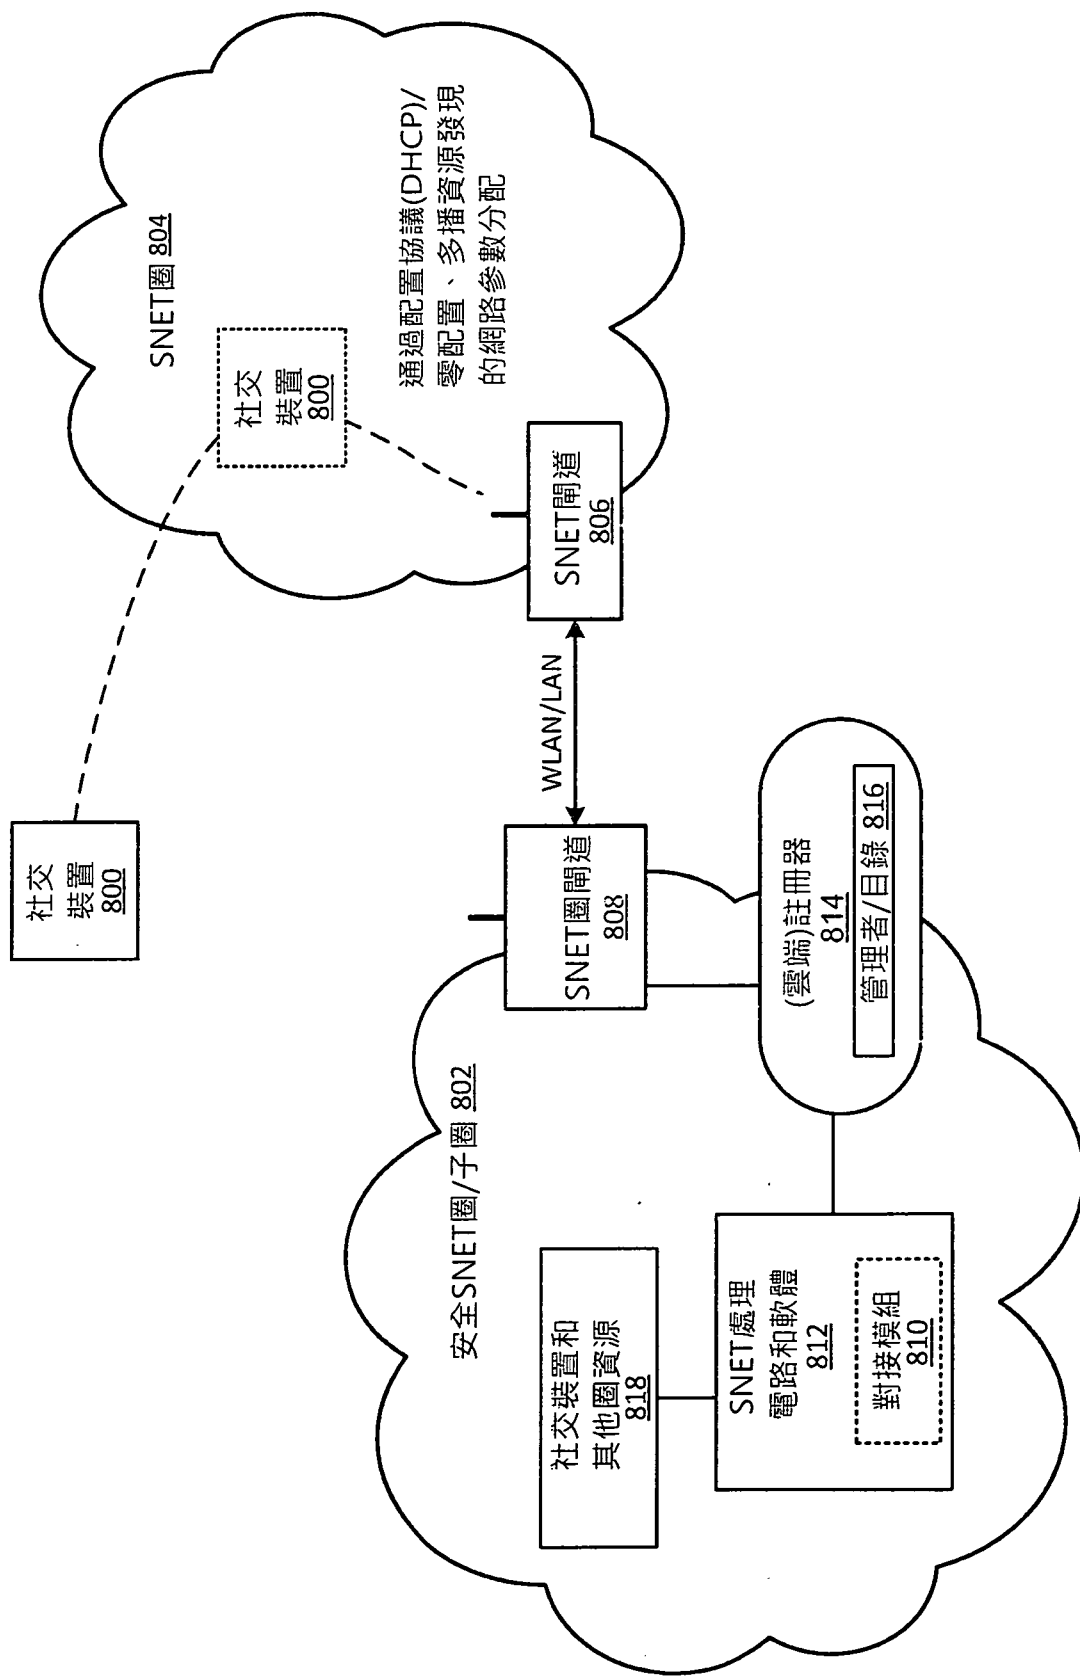 社交
裝置
800
SNET圈 804
社交
裝置
800
通過配置協議(DHCP)/
零配置、多播資源發現
的網路參數分配
SNET閘道
806
WLAN/LAN
SNET圈閘道
808
安全SNET圈/子圈 802
(雲端)註冊器
814
管理者/目錄 816
社交裝置和
其他圈資源
818
SNET處理
電路和軟體
812
對接模組
810